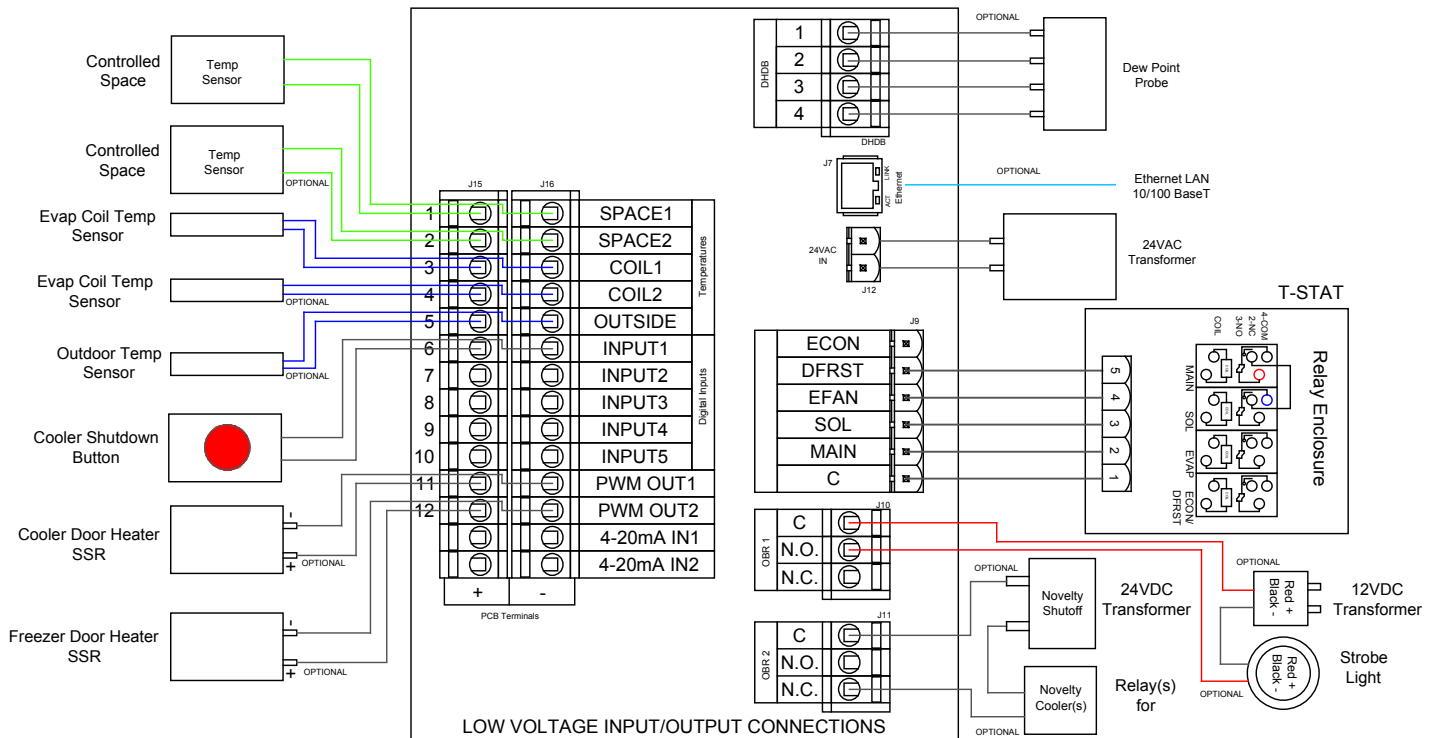 Controlled
Space
Temp
Sensor
Controlled
Space
Temp
Sensor
OPTIONAL
Evap Coil Temp
Sensor
Evap Coil Temp
Sensor
OPTIONAL
Outdoor Temp
Sensor
OPTIONAL
Cooler Shutdown
Button
Cooler Door Heater
SSR
-
+
OPTIONAL
Freezer Door Heater
SSR
-
+
OPTIONAL
J15
J16
1
SPACE1
2
SPACE2
3
COIL1
4
COIL2
5
OUTSIDE
6
INPUT1
7
INPUT2
8
INPUT3
9
INPUT4
10
INPUT5
11
PWM OUT1
12
PWM OUT2
4-20mA IN1
4-20mA IN2
Temperatures
Digital Inputs
+
-
PCB Terminals
LOW VOLTAGE INPUT/OUTPUT CONNECTIONS
DHDB
1
2
3
4
DHDB
OPTIONAL
Dew Point
Probe
J7
LINK
ACT
Ethernet
OPTIONAL
Ethernet LAN
10/100 BaseT
24VAC
IN
J12
24VAC
Transformer
J9
ECON
DFRST
EFAN
SOL
MAIN
C
5
4
3
2
1
T-STAT
4-COM
2-NC
3-NO
COIL
MAIN
SOL
EVAP
ECON/
DFRST
Relay Enclosure
OBR 1
J10
C
N.O.
N.C.
OBR 2
J11
C
N.O.
N.C.
OPTIONAL
Novelty
Shutoff
24VDC
Transformer
Novelty
Cooler(s)
OPTIONAL
Relay(s)
for
OPTIONAL
Red +
Black -
12VDC
Transformer
Red +
Black -
OPTIONAL
Strobe
Light